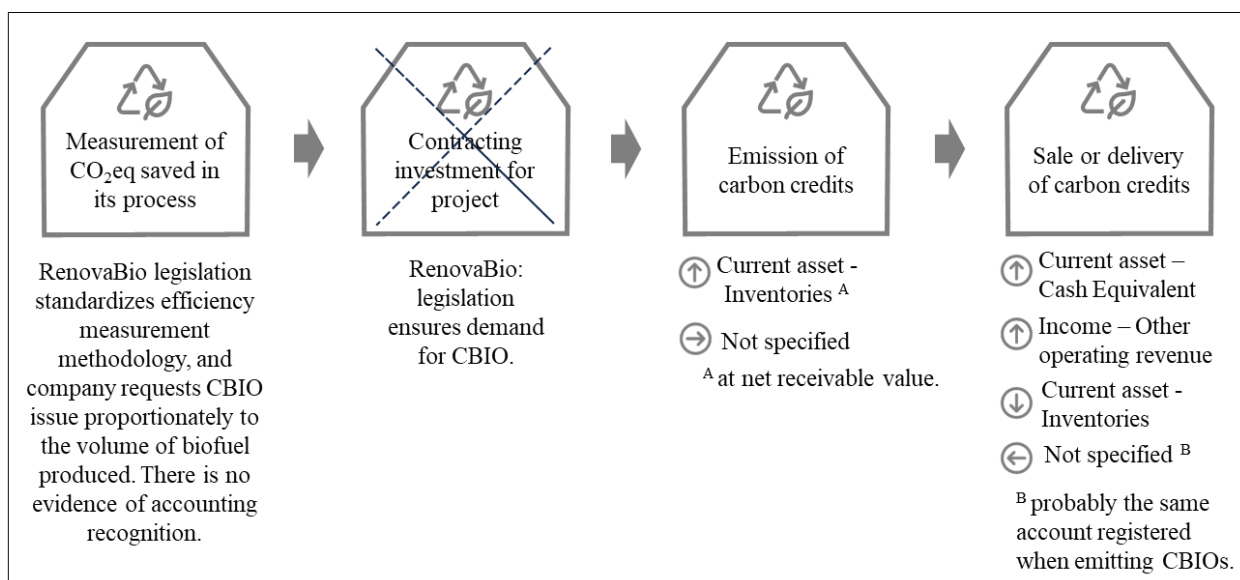 Measurement of
CO₂eq saved in
its process
RenovaBio legislation
standardizes efficiency
measurement
methodology, and
company requests CBIO
issue proportionately to
the volume of biofuel
produced. There is no
evidence of accounting
recognition.
Contracting
investment for
project
RenovaBio:
legislation
ensures demand
for CBIO.
Emission of
carbon credits
Current asset -
Inventories A
Not specified
A at net receivable value.
Sale or delivery
of carbon credits
Current asset –
Cash Equivalent
Income – Other
operating revenue
Current asset -
Inventories
Not specified B
B probably the same
account registered
when emitting CBIOs.